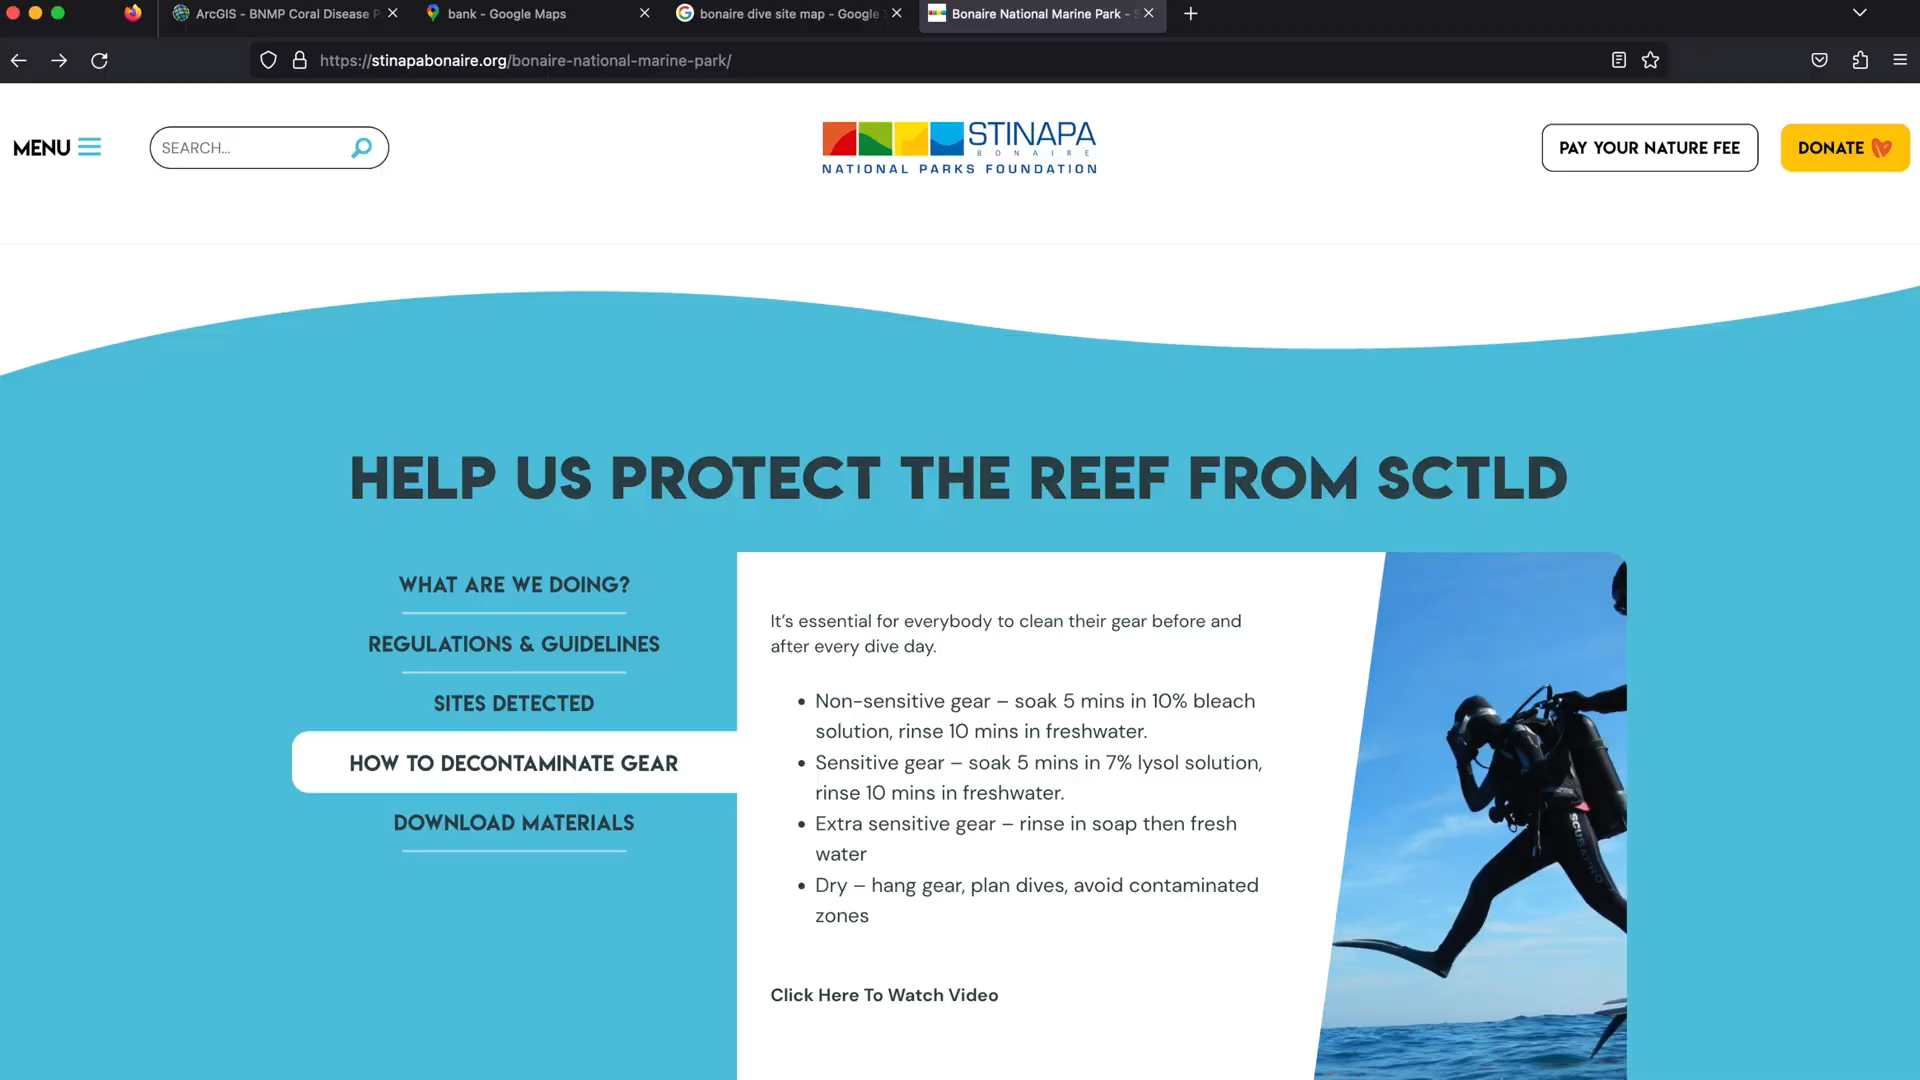 ArcGIS - BNMP Coral Disease P
bank - Google Maps
bonaire dive site map - Google
Bonaire National Marine Park -
https://stinapabonaire.org/bonaire-national-marine-park/
MENU
SEARCH...
STINAPA
BONAIRE
NATIONAL PARKS FOUNDATION
PAY YOUR NATURE FEE
DONATE
HELP US PROTECT THE REEF FROM SCTLD
WHAT ARE WE DOING?
REGULATIONS & GUIDELINES
SITES DETECTED
HOW TO DECONTAMINATE GEAR
DOWNLOAD MATERIALS
It's essential for everybody to clean their gear before and
after every dive day.
• Non-sensitive gear – soak 5 mins in 10% bleach
solution, rinse 10 mins in freshwater.
• Sensitive gear – soak 5 mins in 7% lysol solution,
rinse 10 mins in freshwater.
• Extra sensitive gear – rinse in soap then fresh
water
• Dry – hang gear, plan dives, avoid contaminated
zones
Click Here To Watch Video
SCUBAPRO